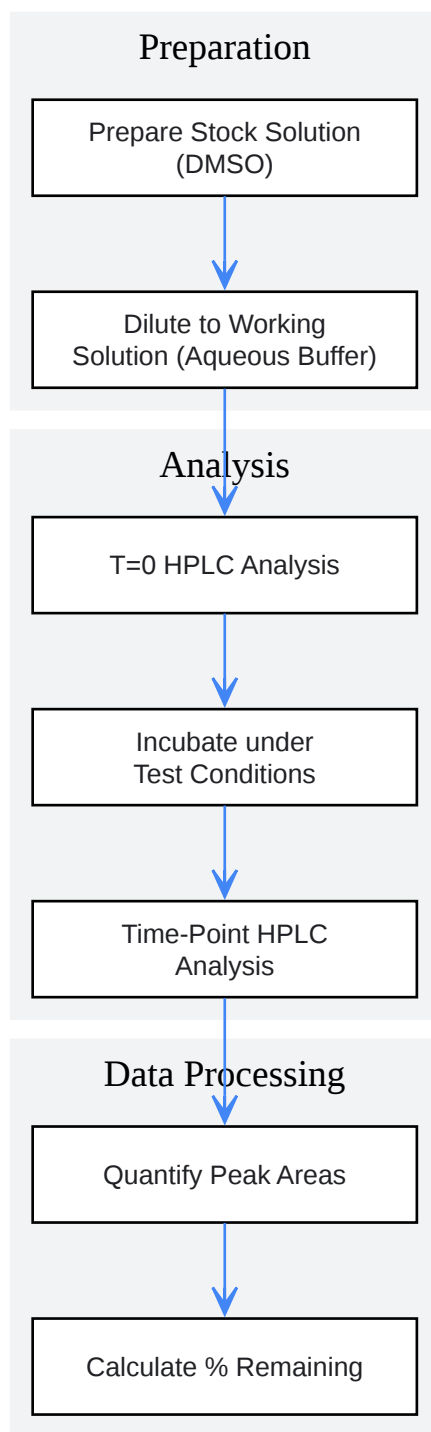 Preparation
Prepare Stock Solution
(DMSO)
Dilute to Working
Solution (Aqueous Buffer)
Analysis
T=0 HPLC Analysis
Incubate under
Test Conditions
Time-Point HPLC
Analysis
Data Processing
Quantify Peak Areas
Calculate % Remaining